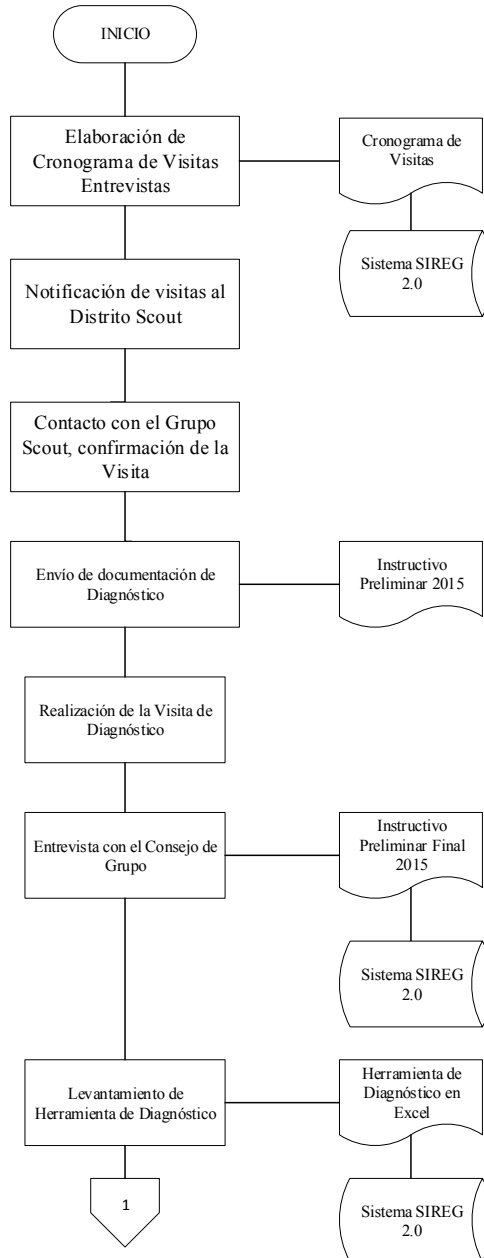 INICIO
Elaboración de
Cronograma de Visitas
Entrevistas
Cronograma de
Visitas
Sistema SIREG
2.0
Notificación de visitas al
Distrito Scout
Contacto con el Grupo
Scout, confirmación de la
Visita
Envío de documentación de
Diagnóstico
Instructivo
Preliminar 2015
Realización de la Visita de
Diagnóstico
Entrevista con el Consejo de
Grupo
Instructivo
Preliminar Final
2015
Sistema SIREG
2.0
Levantamiento de
Herramienta de Diagnóstico
Herramienta de
Diagnóstico en
Excel
Sistema SIREG
2.0
1